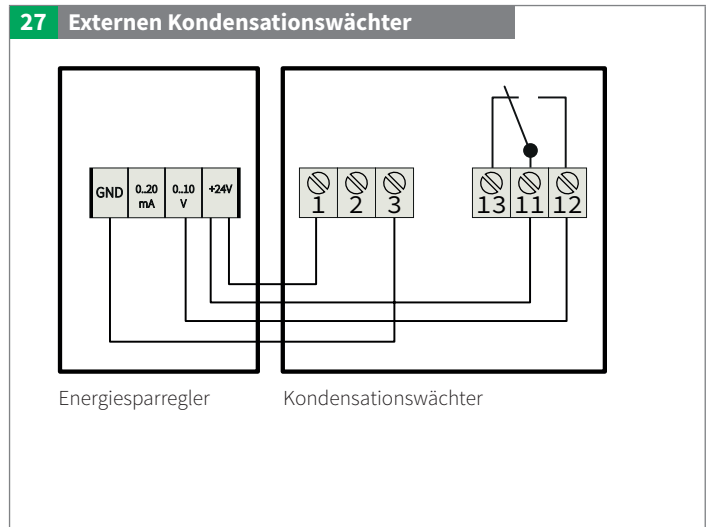 27 Externen Kondensationswächter
GND 0..20 mA 0..10 V +24V
1 2 3
13 11 12
Energiesparregler
Kondensationswächter